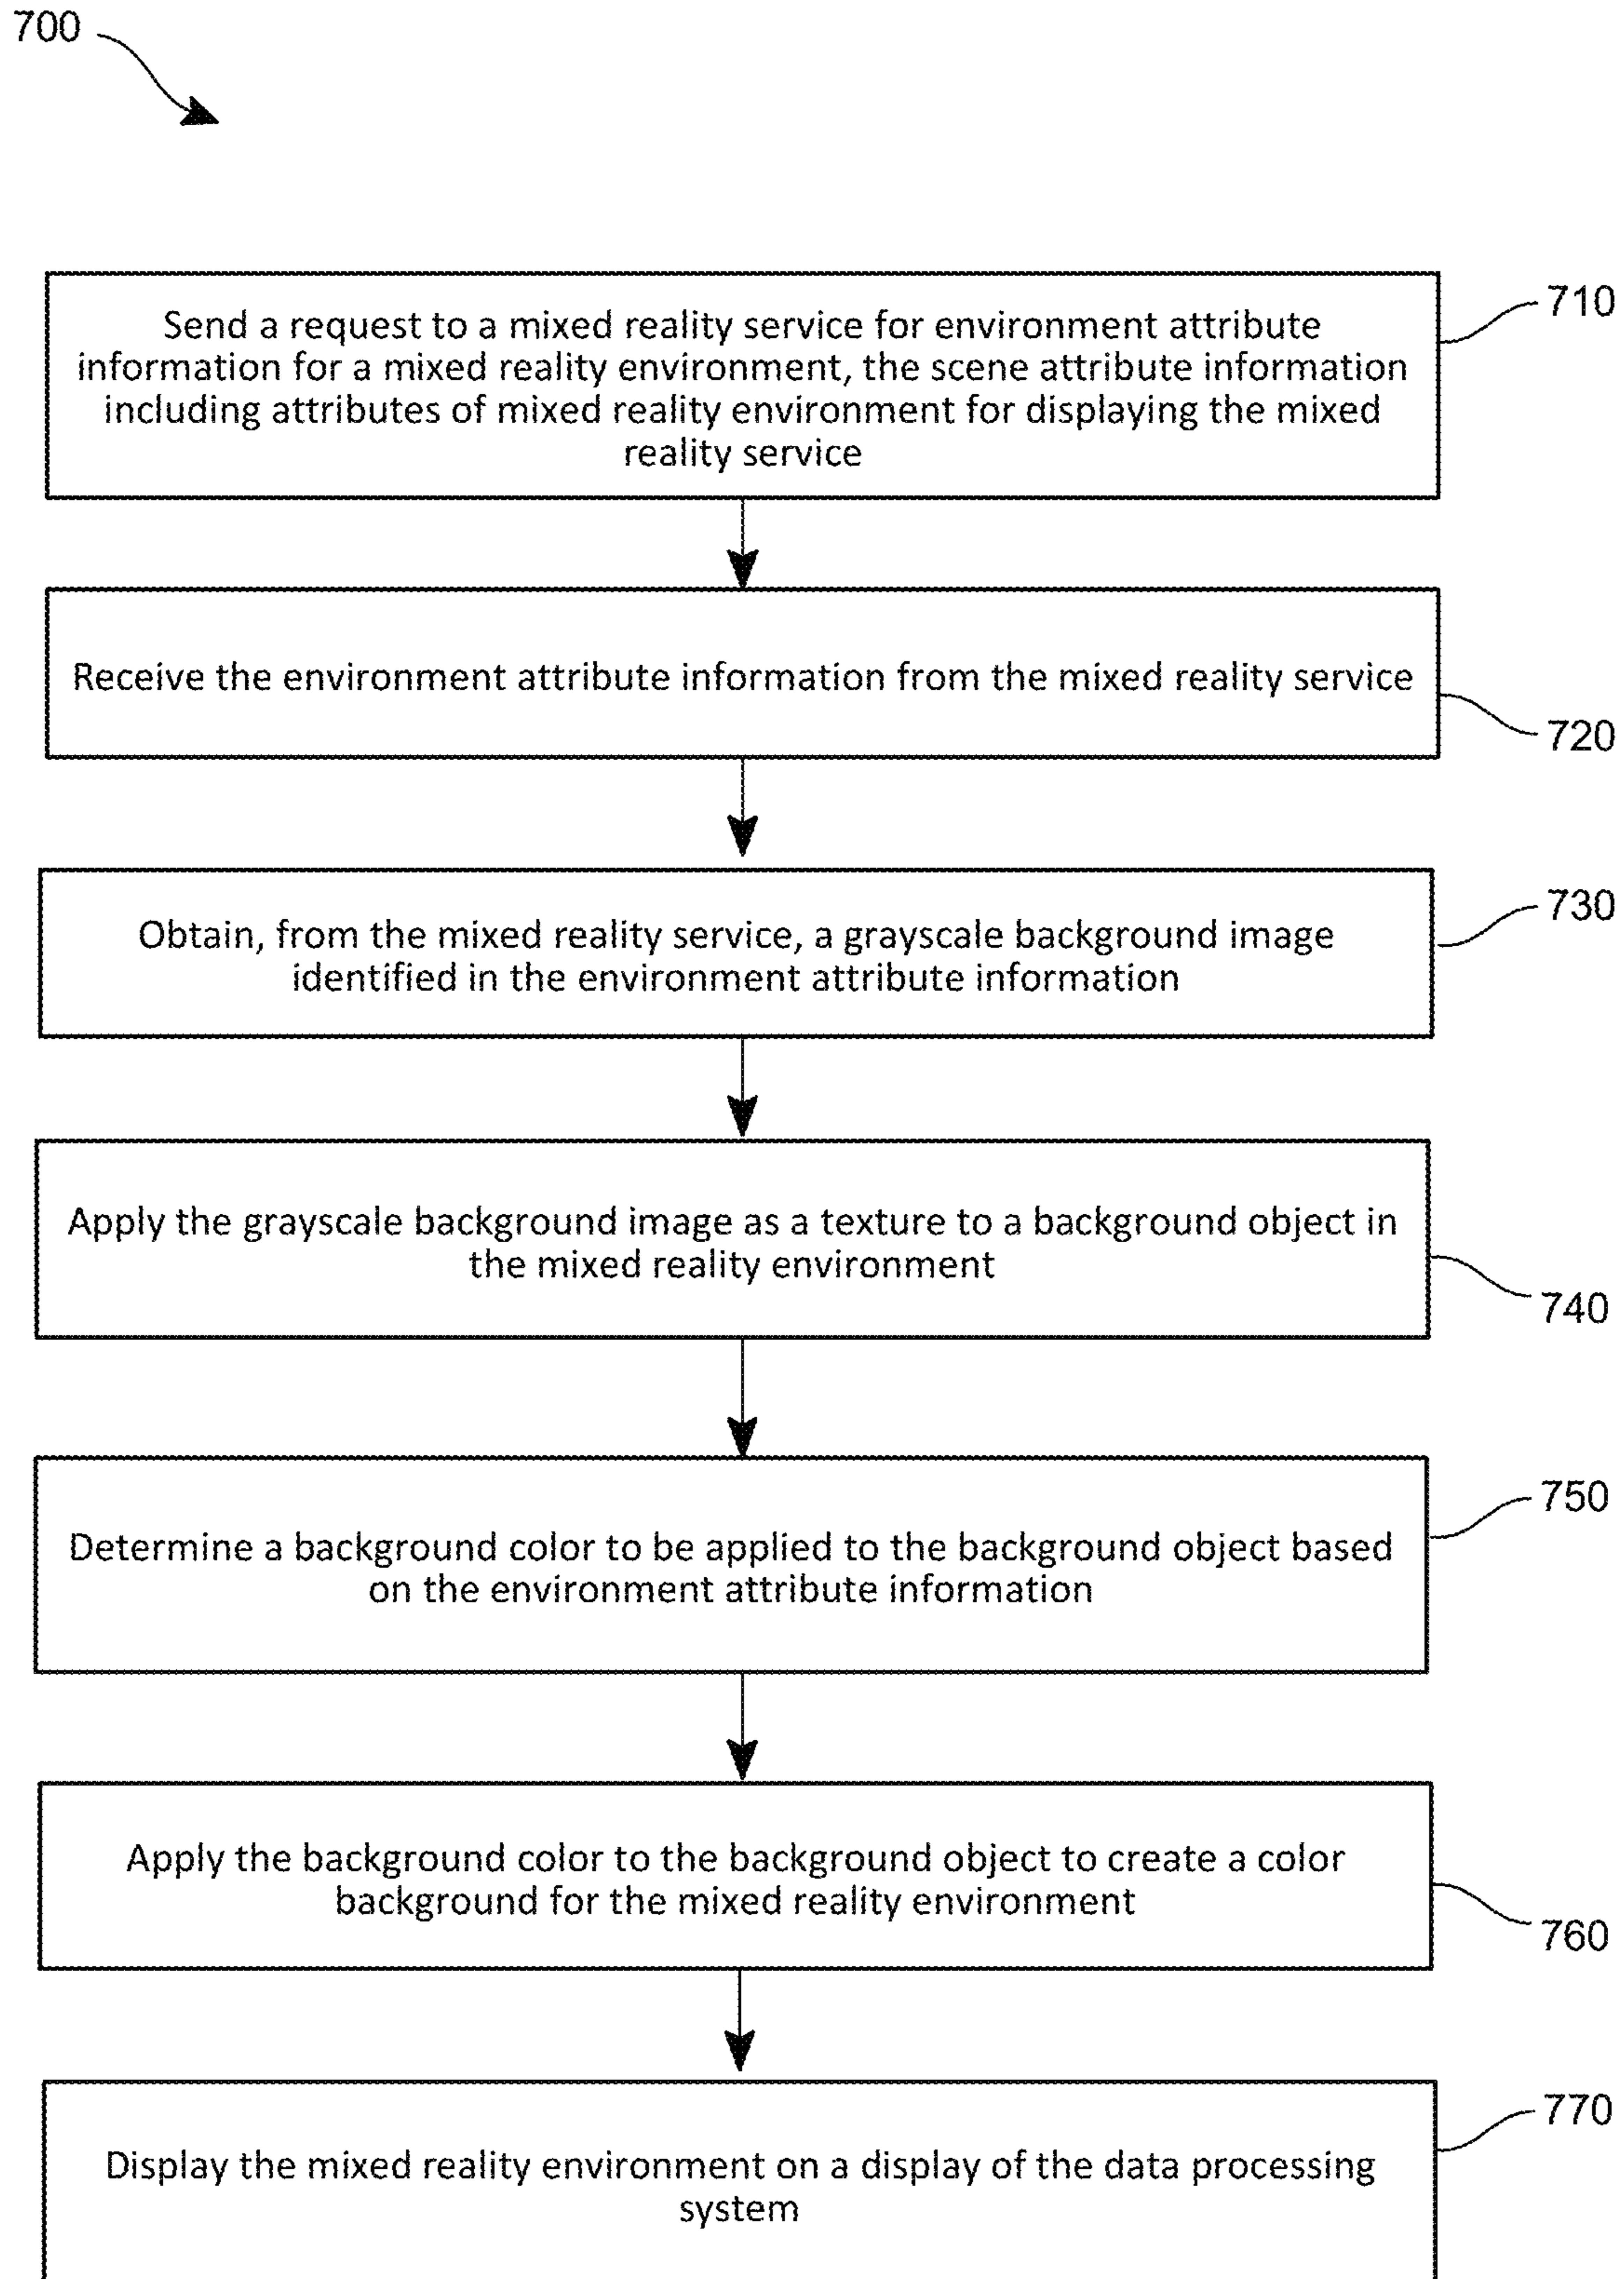 700
Send a request to a mixed reality service for environment attribute
information for a mixed reality environment, the scene attribute information
including attributes of mixed reality environment for displaying the mixed
reality service
710
Receive the environment attribute information from the mixed reality service
720
Obtain, from the mixed reality service, a grayscale background image
identified in the environment attribute information
730
Apply the grayscale background image as a texture to a background object in
the mixed reality environment
740
Determine a background color to be applied to the background object based
on the environment attribute information
750
Apply the background color to the background object to create a color
background for the mixed reality environment
760
Display the mixed reality environment on a display of the data processing
system
770